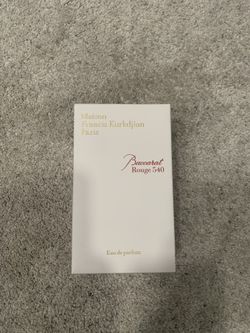 Maison
Francis Kurkdjian
Paris
Baccarat
Rouge 540
Eau de parfum